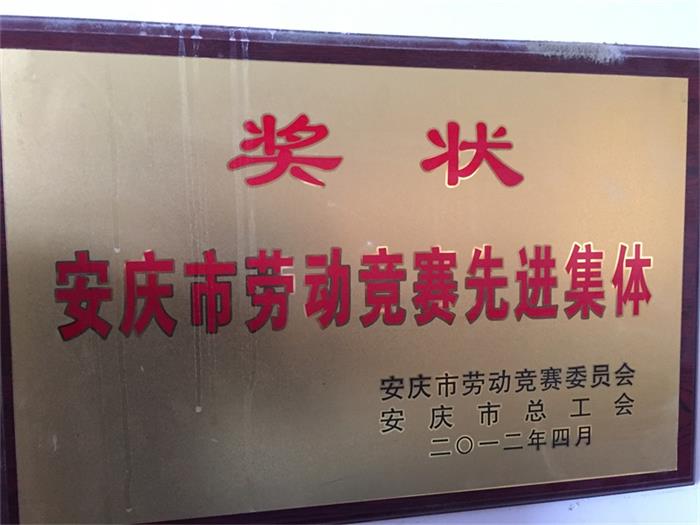 奖状
安庆市劳动竞赛先进集体
安庆市劳动竞赛委员会
安庆市总工会
二〇一二年四月